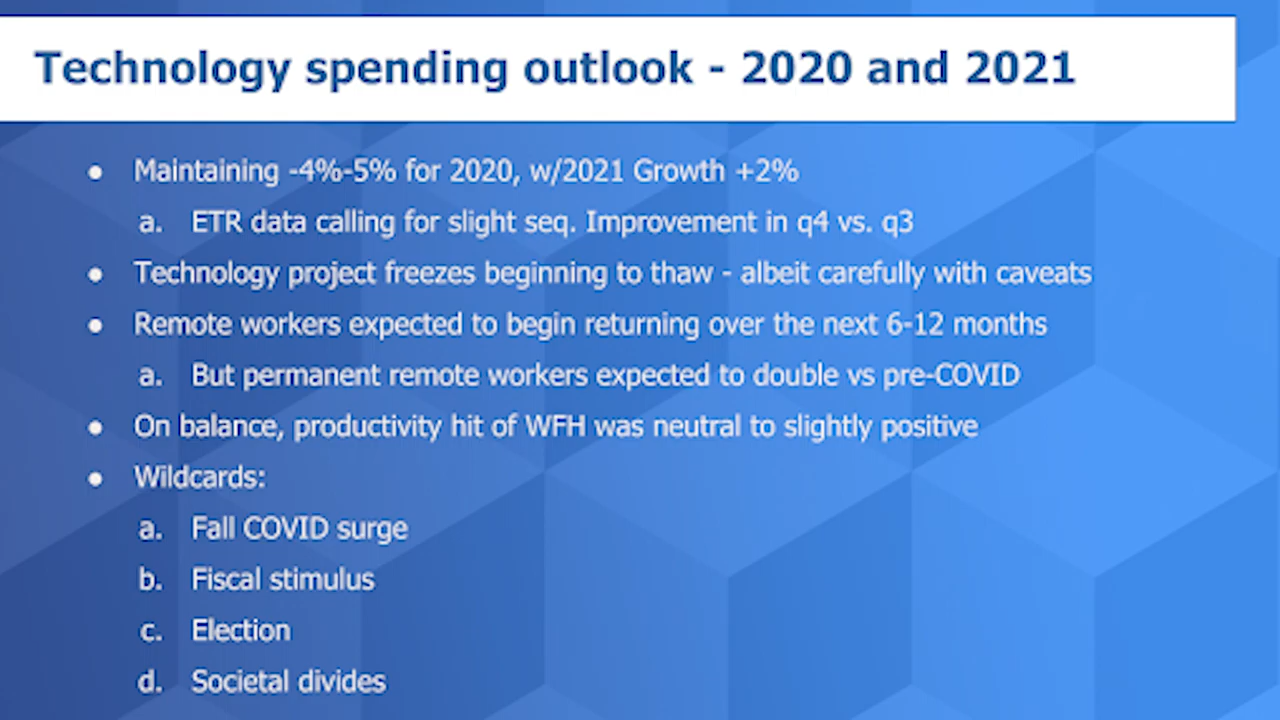 Technology spending outlook - 2020 and 2021
● Maintaining -4%-5% for 2020, w/2021 Growth +2%
a. ETR data calling for slight seq. Improvement in q4 vs. q3
● Technology project freezes beginning to thaw - albeit carefully with caveats
● Remote workers expected to begin returning over the next 6-12 months
a. But permanent remote workers expected to double vs pre-COVID
● On balance, productivity hit of WFH was neutral to slightly positive
● Wildcards:
a. Fall COVID surge
b. Fiscal stimulus
c. Election
d. Societal divides